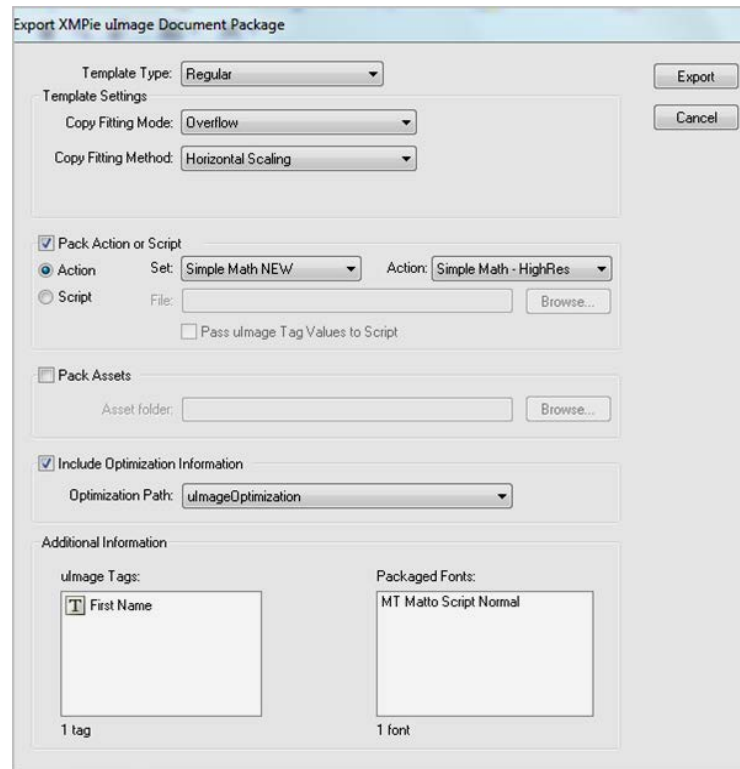 Export XMPie uImage Document Package
Template Type: Regular
Export
Template Settings
Copy Fitting Mode: Overflow
Cancel
Copy Fitting Method: Horizontal Scaling
Pack Action or Script
Action Set: Simple Math NEW Action: Simple Math - HighRes
Script File: Browse...
Pass uImage Tag Values to Script
Pack Assets
Asset folder: Browse...
Include Optimization Information
Optimization Path: uImageOptimization
Additional Information
uImage Tags: Packaged Fonts:
T First Name MT Matto Script Normal
1 tag 1 font